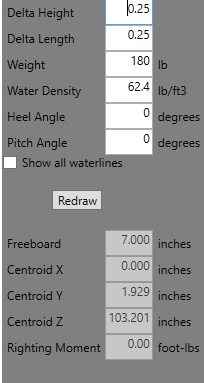 Delta Height 0.25
Delta Length 0.25
Weight 180 lb
Water Density 62.4 lb/ft3
Heel Angle 0 degrees
Pitch Angle 0 degrees
Show all waterlines
Redraw
Freeboard 7.000 inches
Centroid X 0.000 inches
Centroid Y 1.929 inches
Centroid Z 103.201 inches
Righting Moment 0.00 foot-lbs